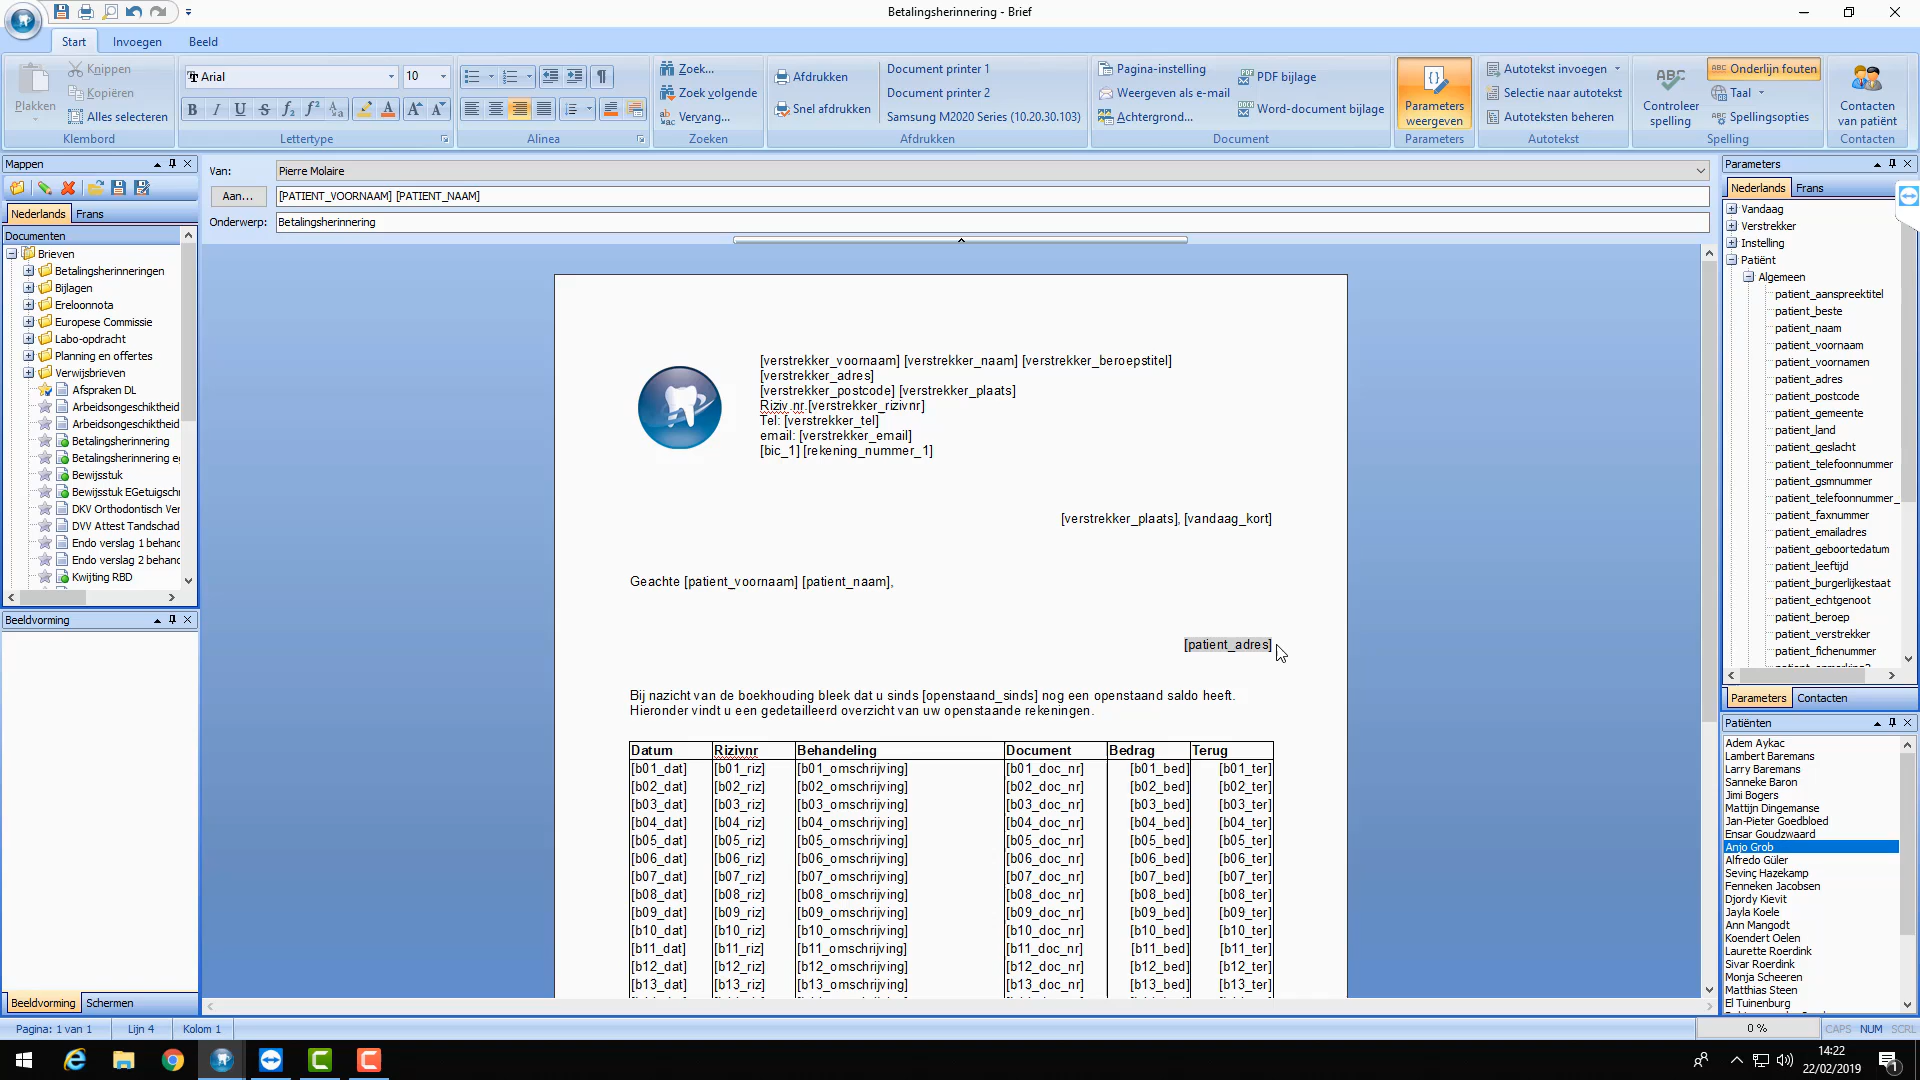 Betalingsherinnering - Brief
Start
Invoegen
Beeld
Plakken
Knippen
Kopiëren
Alles selecteren
Klembord
Arial
10
Lettertype
Alinea
Zoek...
Zoek volgende
Vervang...
Zoeken
Afdrukken
Snel afdrukken
Document printer 1
Document printer 2
Samsung M2020 Series (10.20.30.103)
Afdrukken
Pagina-instelling
Weergeven als e-mail
Achtergrond...
PDF bijlage
Word-document bijlage
Document
Parameters
weergeven
Parameters
Autotekst invoegen
Selectie naar autotekst
Autoteksten beheren
Autotekst
Controleer
spelling
Onderlijn fouten
Taal
Spellingsopties
Spelling
Contacten
van patiënt
Contacten
Mappen
Nederlands
Frans
Documenten
Brieven
Betalingsherinneringen
Bijlagen
Ereloonnota
Europese Commissie
Labo-opdracht
Planning en offertes
Verwijsbrieven
Afspraken DL
Arbeidsongeschiktheid
Arbeidsongeschiktheid
Betalingsherinnering
Betalingsherinnering e
Bewijsstuk
Bewijsstuk EGetuigschr
DKV Orthodontisch Ver
DVV Attest Tandschad
Endo verslag 1 behand
Endo verslag 2 behand
Kwijting RBD
Beeldvorming
Beeldvorming
Schermen
Van:
Pierre Molaire
Aan...
[PATIENT_VOORNAAM] [PATIENT_NAAM]
Onderwerp:
Betalingsherinnering
[verstrekker_voornaam] [verstrekker_naam] [verstrekker_beroepstitel]
[verstrekker_adres]
[verstrekker_postcode] [verstrekker_plaats]
Riziv.nr.[verstrekker_rizivnr]
Tel: [verstrekker_tel]
email: [verstrekker_email]
[bic_1] [rekening_nummer_1]
[verstrekker_plaats], [vandaag_kort]
Geachte [patient_voornaam] [patient_naam],
[patient_adres]
Bij nazicht van de boekhouding bleek dat u sinds [openstaand_sinds] nog een openstaand saldo heeft.
Hieronder vindt u een gedetailleerd overzicht van uw openstaande rekeningen.
Datum Rizivnr Behandeling Document Bedrag Terug
[b01_dat] [b01_riz] [b01_omschrijving] [b01_doc_nr] [b01_bed] [b01_ter]
[b02_dat] [b02_riz] [b02_omschrijving] [b02_doc_nr] [b02_bed] [b02_ter]
[b03_dat] [b03_riz] [b03_omschrijving] [b03_doc_nr] [b03_bed] [b03_ter]
[b04_dat] [b04_riz] [b04_omschrijving] [b04_doc_nr] [b04_bed] [b04_ter]
[b05_dat] [b05_riz] [b05_omschrijving] [b05_doc_nr] [b05_bed] [b05_ter]
[b06_dat] [b06_riz] [b06_omschrijving] [b06_doc_nr] [b06_bed] [b06_ter]
[b07_dat] [b07_riz] [b07_omschrijving] [b07_doc_nr] [b07_bed] [b07_ter]
[b08_dat] [b08_riz] [b08_omschrijving] [b08_doc_nr] [b08_bed] [b08_ter]
[b09_dat] [b09_riz] [b09_omschrijving] [b09_doc_nr] [b09_bed] [b09_ter]
[b10_dat] [b10_riz] [b10_omschrijving] [b10_doc_nr] [b10_bed] [b10_ter]
[b11_dat] [b11_riz] [b11_omschrijving] [b11_doc_nr] [b11_bed] [b11_ter]
[b12_dat] [b12_riz] [b12_omschrijving] [b12_doc_nr] [b12_bed] [b12_ter]
[b13_dat] [b13_riz] [b13_omschrijving] [b13_doc_nr] [b13_bed] [b13_ter]
Parameters
Nederlands
Frans
Vandaag
Verstrekker
Instelling
Patiënt
Algemeen
patient_aanspreektitel
patient_beste
patient_naam
patient_voornaam
patient_voornamen
patient_adres
patient_postcode
patient_gemeente
patient_land
patient_geslacht
patient_telefoonnummer
patient_gsmnummer
patient_telefoonnummer_
patient_faxnummer
patient_emailadres
patient_geboortedatum
patient_leeftijd
patient_burgerlijkestaat
patient_echtgenoot
patient_beroep
patient_verstrekker
patient_fichenummer
Parameters
Contacten
Patiënten
Adem Aykac
Lambert Baremans
Larry Baremans
Sanneke Baron
Jimi Bogers
Mattijn Dingemanse
Jan-Pieter Goedbloed
Ensar Goudzwaard
Anjo Grob
Alfredo Güler
Sevinç Hazekamp
Fenneken Jacobsen
Djordy Kievit
Jayla Koele
Ann Mangodt
Koendert Oelen
Laurette Roerdink
Sivar Roerdink
Monja Scheeren
Matthias Steen
El Tuinenburg
Pagina: 1 van 1
Lijn 4
Kolom 1
0 %
CAPS NUM SCRL
14:22
22/02/2019
1